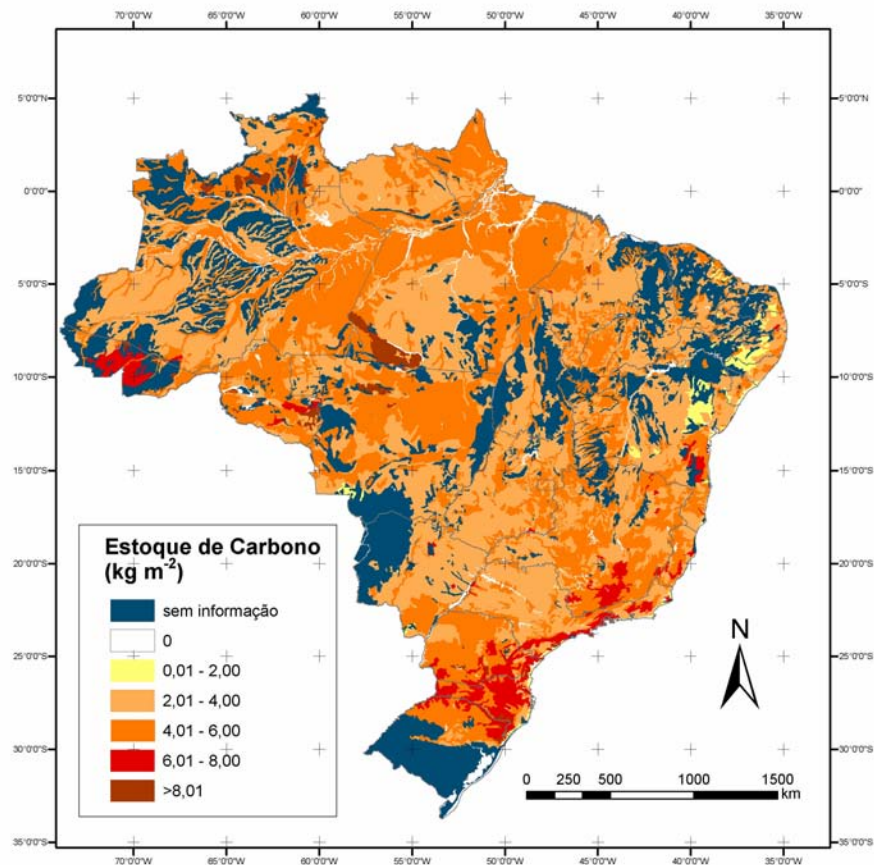 70°0'0"W 65°0'0"W 60°0'0"W 55°0'0"W 50°0'0"W 45°0'0"W 40°0'0"W 35°0'0"W
5°0'0"N 5°0'0"N
0°0'0" 0°0'0"
5°0'0"S 5°0'0"S
10°0'0"S 10°0'0"S
15°0'0"S 15°0'0"S
20°0'0"S 20°0'0"S
25°0'0"S 25°0'0"S
30°0'0"S 30°0'0"S
35°0'0"S 35°0'0"S
Estoque de Carbono
(kg m⁻²)
sem informação
0
0,01 - 2,00
2,01 - 4,00
4,01 - 6,00
6,01 - 8,00
>8,01
N
0 250 500 1000 1500
km
70°0'0"W 65°0'0"W 60°0'0"W 55°0'0"W 50°0'0"W 45°0'0"W 40°0'0"W 35°0'0"W